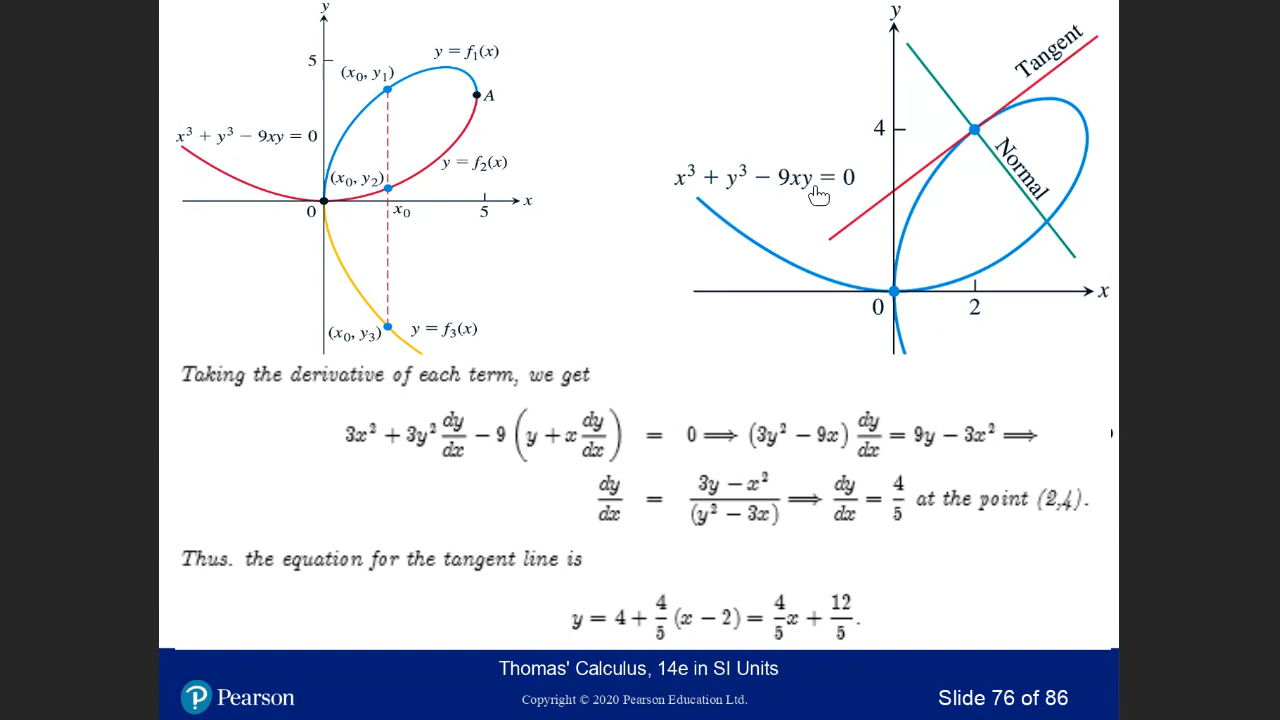 y
5
y = f₁(x)
(x₀, y₁)
A
x³ + y³ − 9xy = 0
y = f₂(x)
(x₀, y₂)
0
x₀
5
x
(x₀, y₃)
y = f₃(x)
y
Tangent
4
Normal
x³ + y³ − 9xy = 0
0
2
x
Taking the derivative of each term, we get
3x² + 3y² dy/dx − 9 (y + x dy/dx) = 0 ⟹ (3y² − 9x) dy/dx = 9y − 3x² ⟹
dy/dx = 3y − x² / (y² − 3x) ⟹ dy/dx = 4/5 at the point (2,4).
Thus. the equation for the tangent line is
y = 4 + 4/5 (x − 2) = 4/5 x + 12/5.
Thomas' Calculus, 14e in SI Units
Pearson
Copyright © 2020 Pearson Education Ltd.
Slide 76 of 86